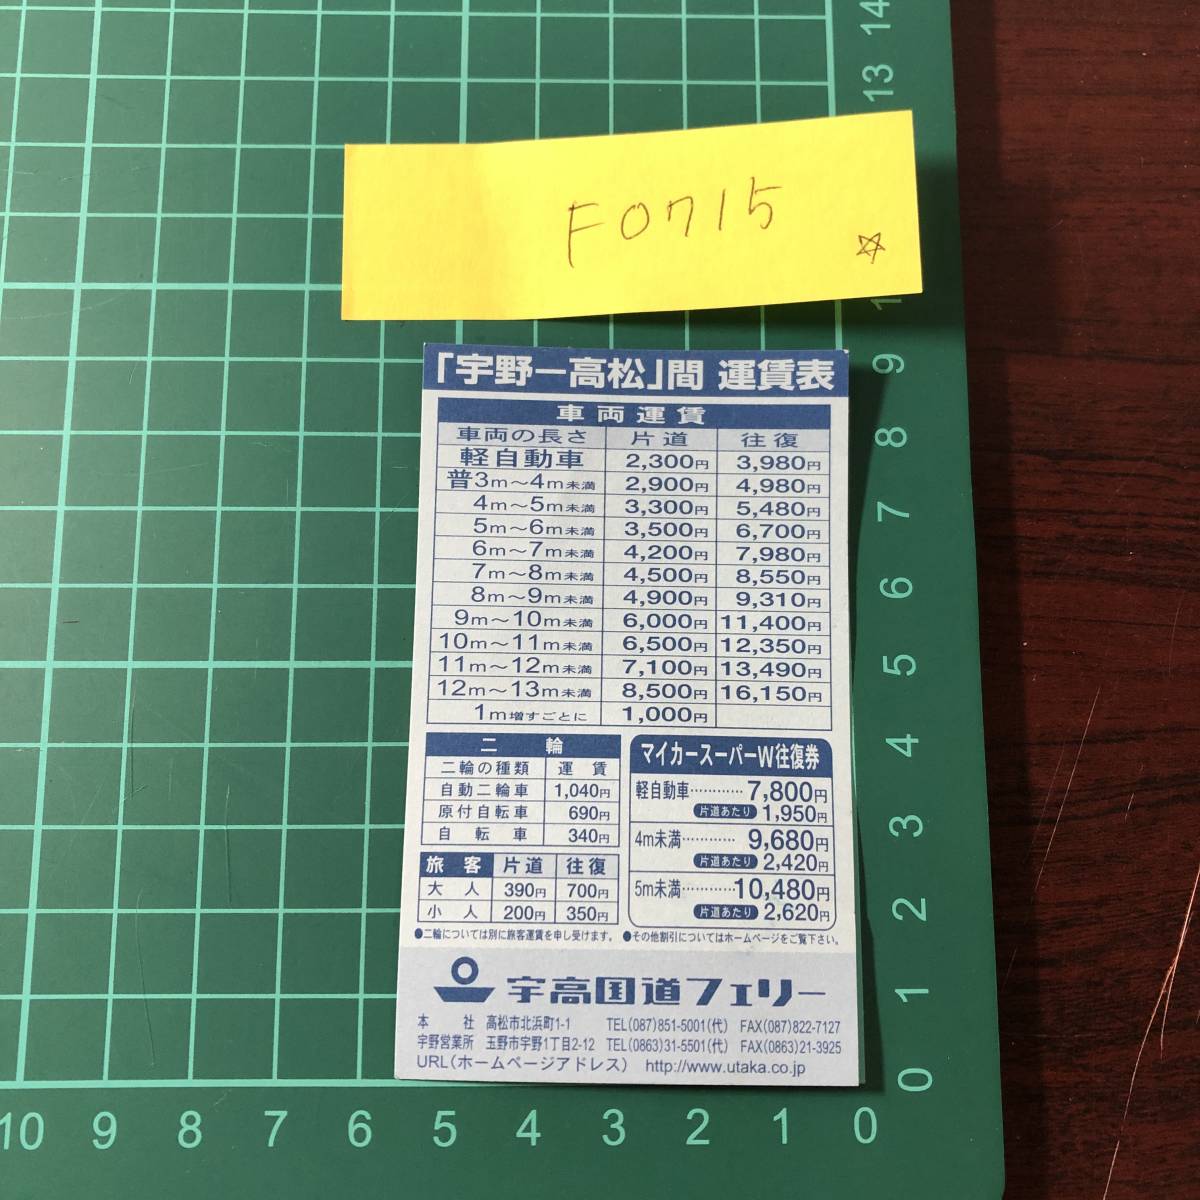 F0715 ☆
「宇野ー高松」間 運賃表
車両運賃
車両の長さ 片道 往復
軽自動車 2,300円 3,980円
普3m～4m未満 2,900円 4,980円
4m～5m未満 3,300円 5,480円
5m～6m未満 3,500円 6,700円
6m～7m未満 4,200円 7,980円
7m～8m未満 4,500円 8,550円
8m～9m未満 4,900円 9,310円
9m～10m未満 6,000円 11,400円
10m～11m未満 6,500円 12,350円
11m～12m未満 7,100円 13,490円
12m～13m未満 8,500円 16,150円
1m増すごとに 1,000円
二輪
二輪の種類 運賃
自動二輪車 1,040円
原付自転車 690円
自転車 340円
旅客 片道 往復
大人 390円 700円
小人 200円 350円
マイカースーパーW往復券
軽自動車………… 7,800円
片道あたり 1,950円
4m未満………… 9,680円
片道あたり 2,420円
5m未満………… 10,480円
片道あたり 2,620円
●二輪については別に旅客運賃を申し受けます。 ●その他割引についてはホームページをご覧下さい。
宇高国道フェリー
本社 高松市北浜町1-1 TEL(087)851-5001(代) FAX(087)822-7127
宇野営業所 玉野市宇野1丁目2-12 TEL(0863)31-5501(代) FAX(0863)21-3925
URL(ホームページアドレス) http://www.utaka.co.jp
14
13
9
8
7
6
5
4
3
2
1
0
10 9 8 7 6 5 4 3 2 1 0